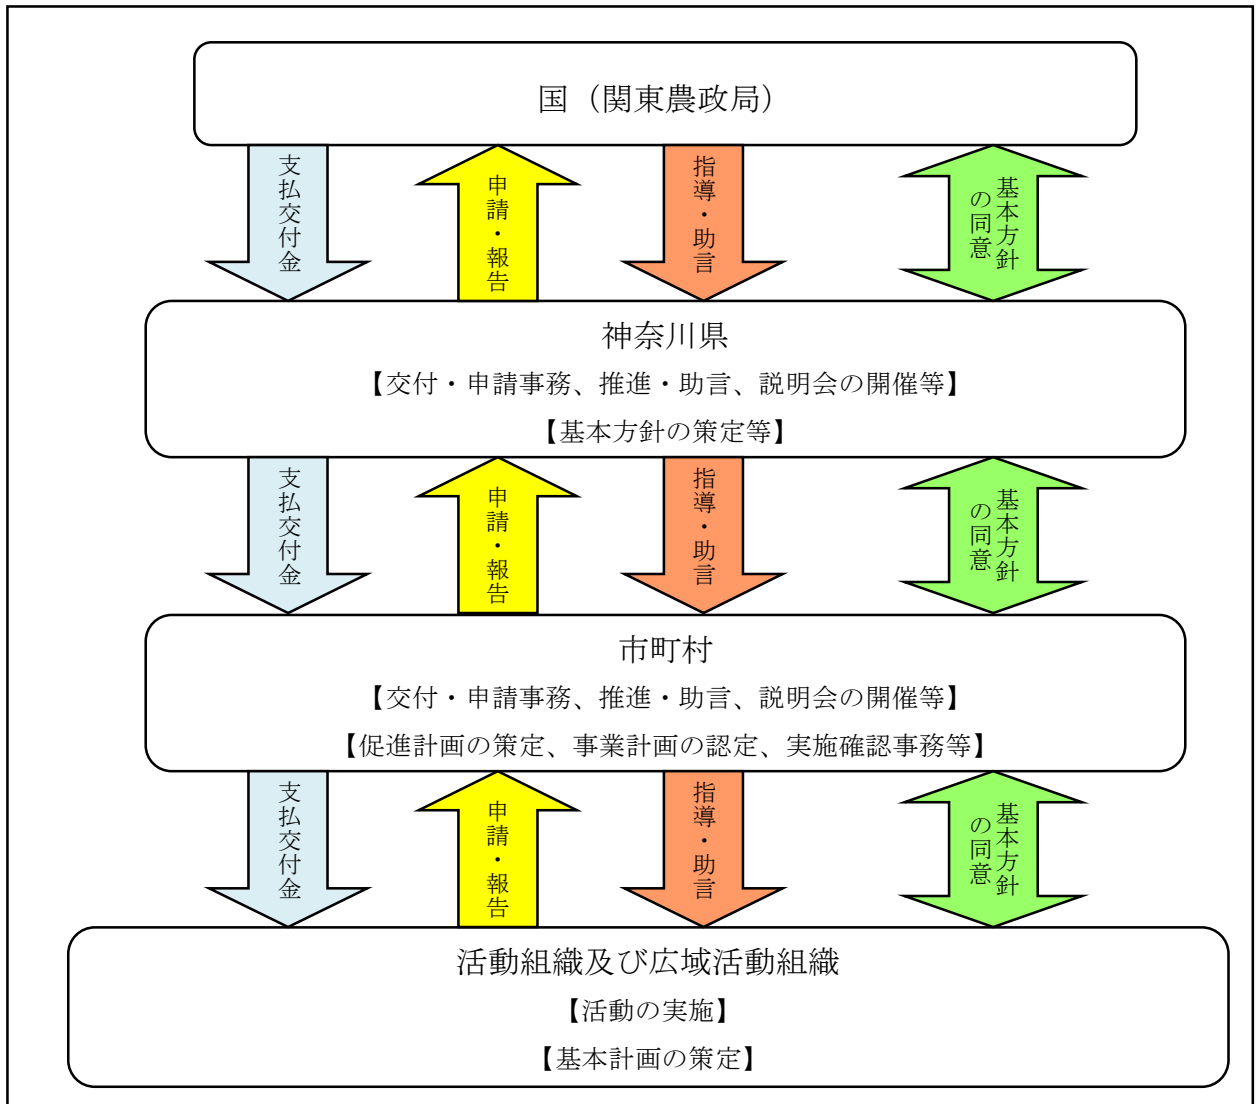 国（関東農政局）
支払交付金
申請・報告
指導・助言
基本方針
の同意
神奈川県
【交付・申請事務、推進・助言、説明会の開催等】
【基本方針の策定等】
支払交付金
申請・報告
指導・助言
基本方針
の同意
市町村
【交付・申請事務、推進・助言、説明会の開催等】
【促進計画の策定、事業計画の認定、実施確認事務等】
支払交付金
申請・報告
指導・助言
基本方針
の同意
活動組織及び広域活動組織
【活動の実施】
【基本計画の策定】